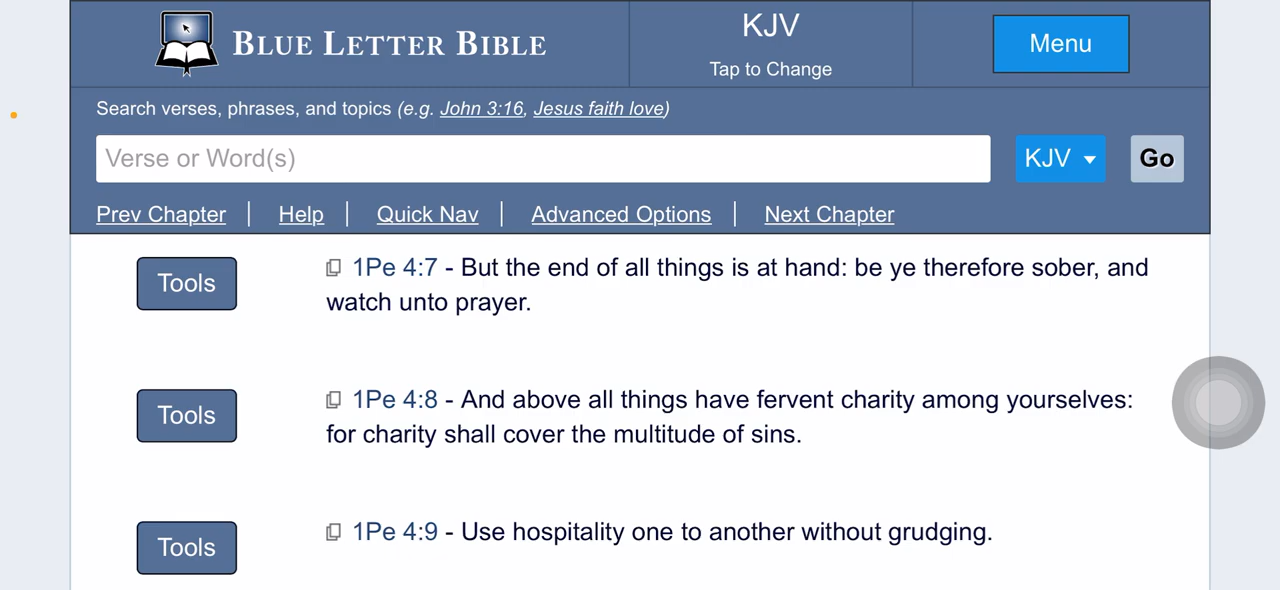 BLUE LETTER BIBLE
KJV
Tap to Change
Menu
Search verses, phrases, and topics (e.g. John 3:16, Jesus faith love)
Verse or Word(s)
KJV
Go
Prev Chapter | Help | Quick Nav | Advanced Options | Next Chapter
Tools
1Pe 4:7 - But the end of all things is at hand: be ye therefore sober, and
watch unto prayer.
Tools
1Pe 4:8 - And above all things have fervent charity among yourselves:
for charity shall cover the multitude of sins.
Tools
1Pe 4:9 - Use hospitality one to another without grudging.